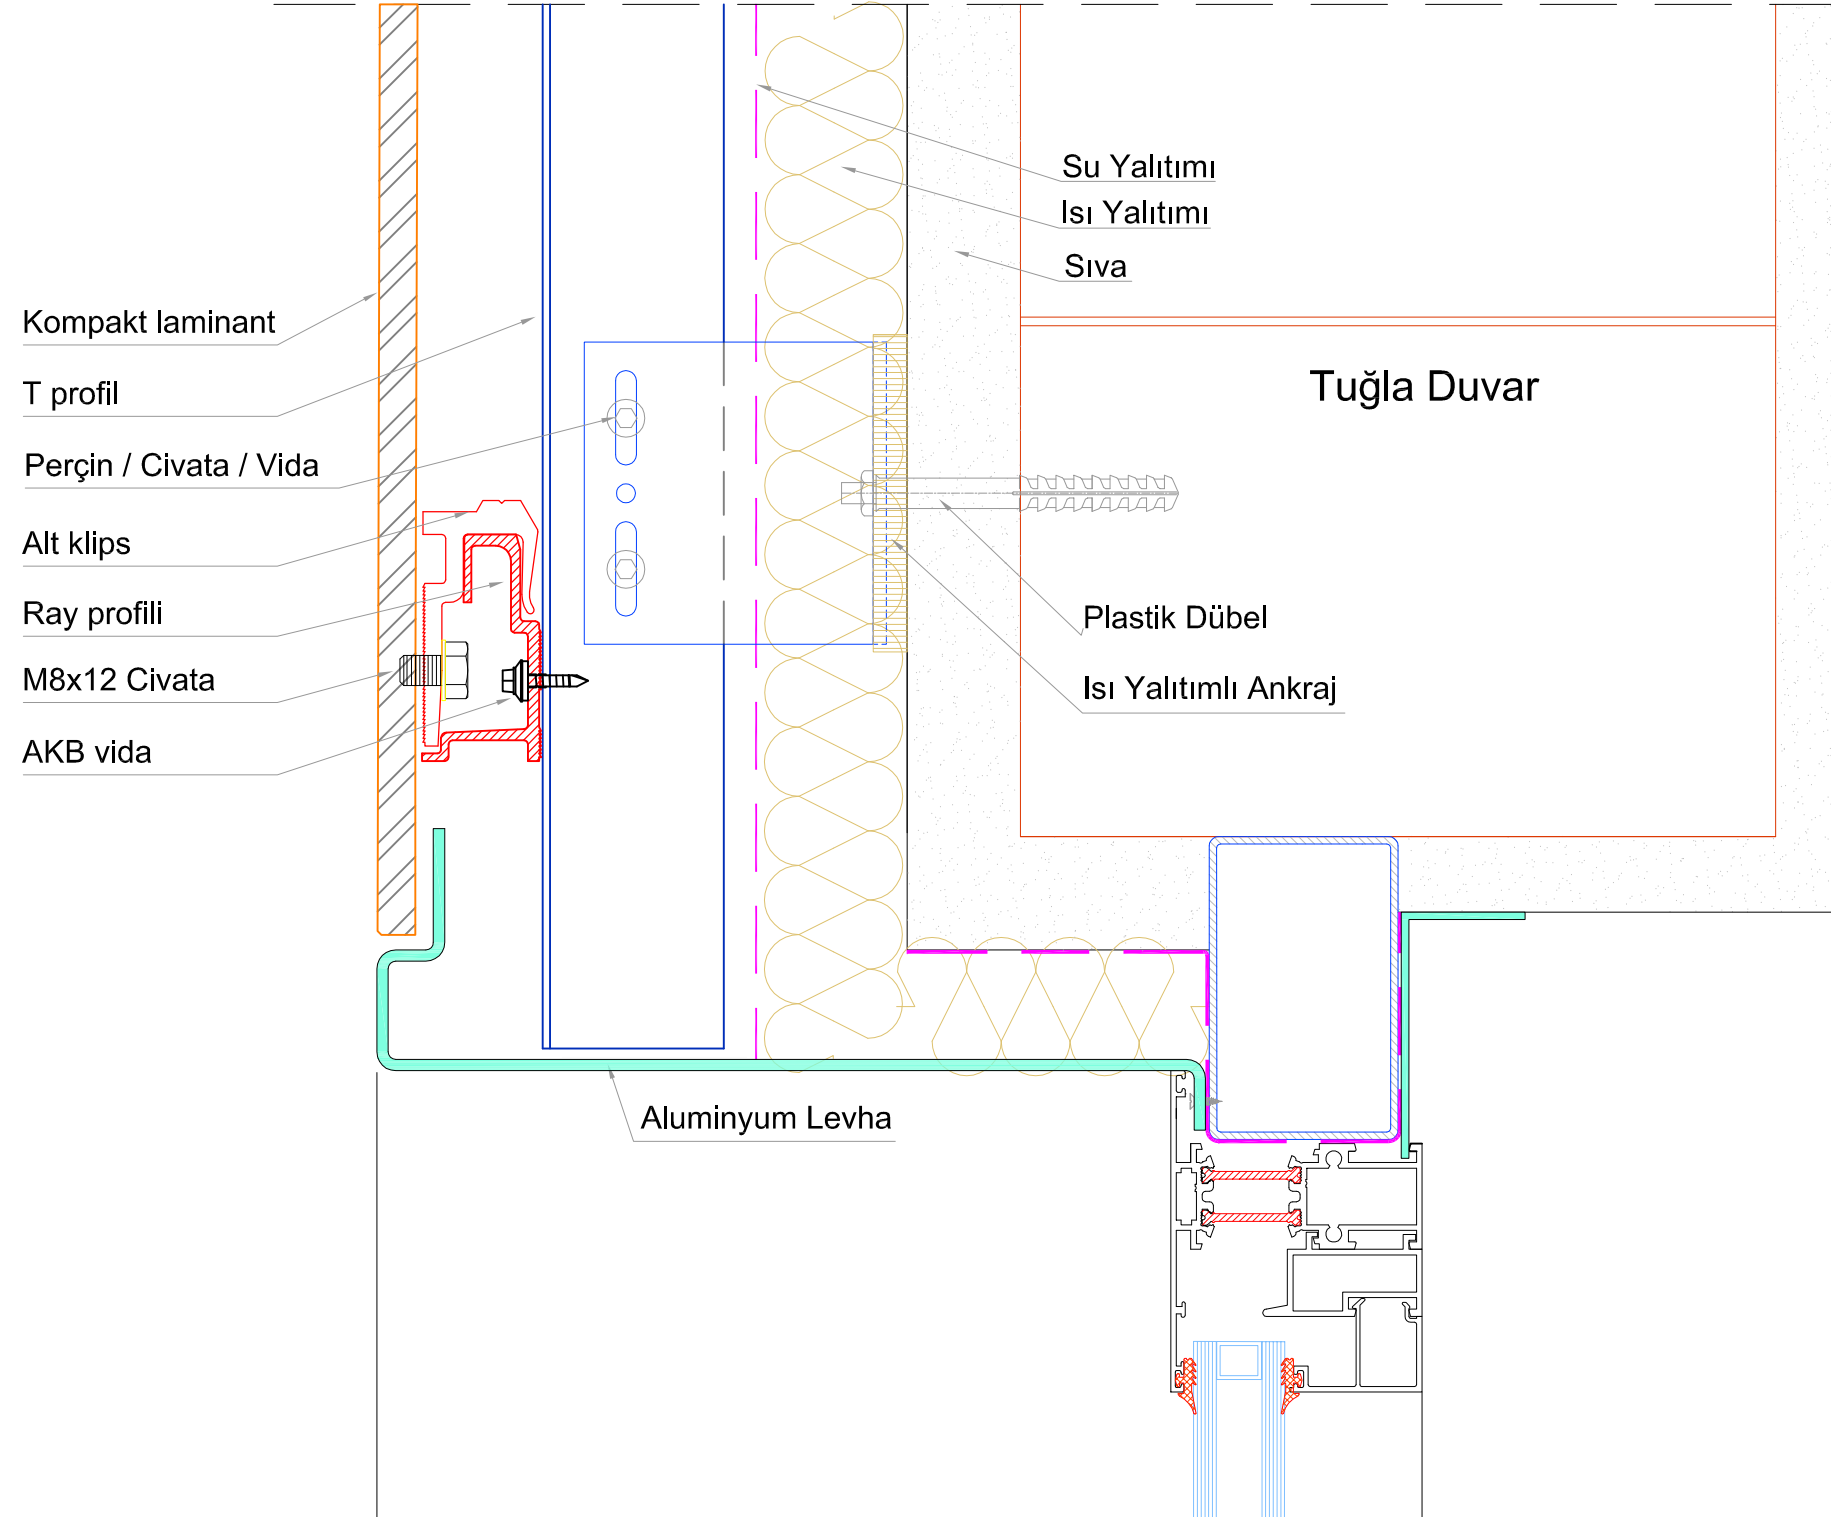 Su Yalıtımı
Isı Yalıtımı
Sıva
Kompakt laminant
T profil
Tuğla Duvar
Perçin / Civata / Vida
Alt klips
Ray profili
Plastik Dübel
M8x12 Civata
Isı Yalıtımlı Ankraj
AKB vida
Aluminyum Levha